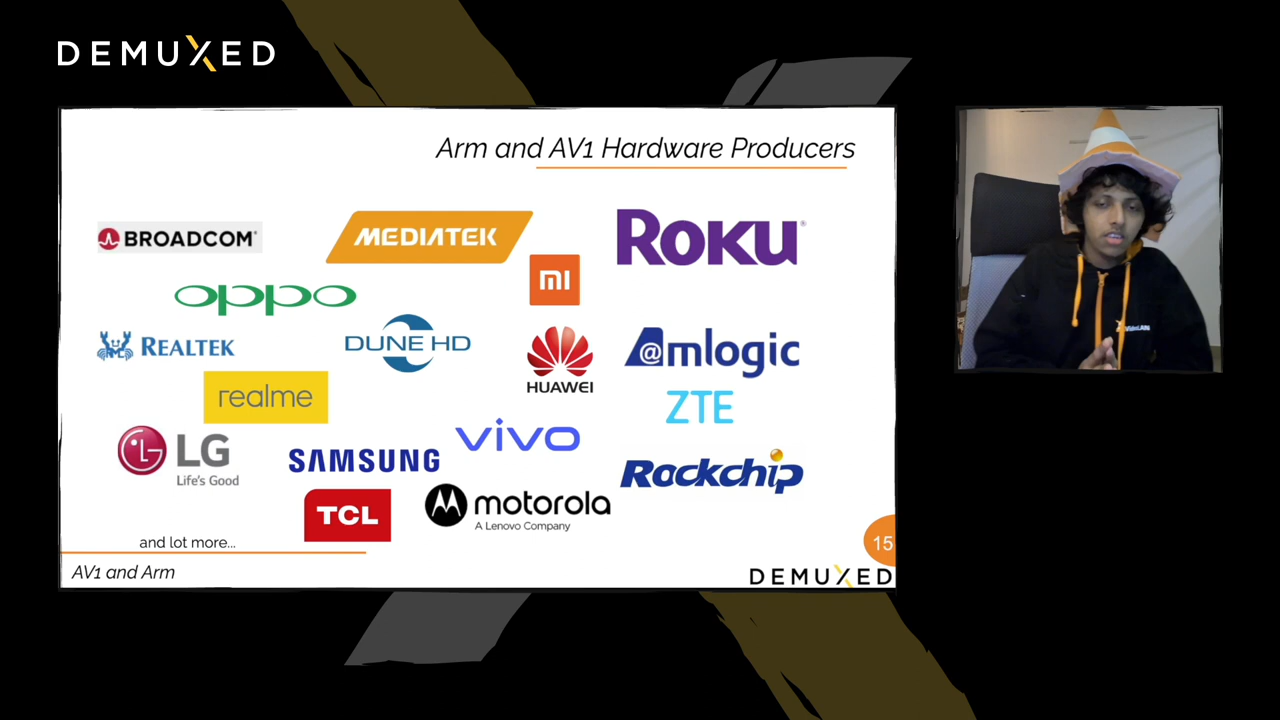 DEMUXED
Arm and AV1 Hardware Producers
BROADCOM
MEDIATEK
ROKU
mi
oppo
REALTEK
DUNE HD
HUAWEI
@mlogic
realme
ZTE
LG
Life's Good
SAMSUNG
vivo
Rockchip
TCL
motorola
A Lenovo Company
and lot more...
15
AV1 and Arm
DEMUXED
VideoLAN